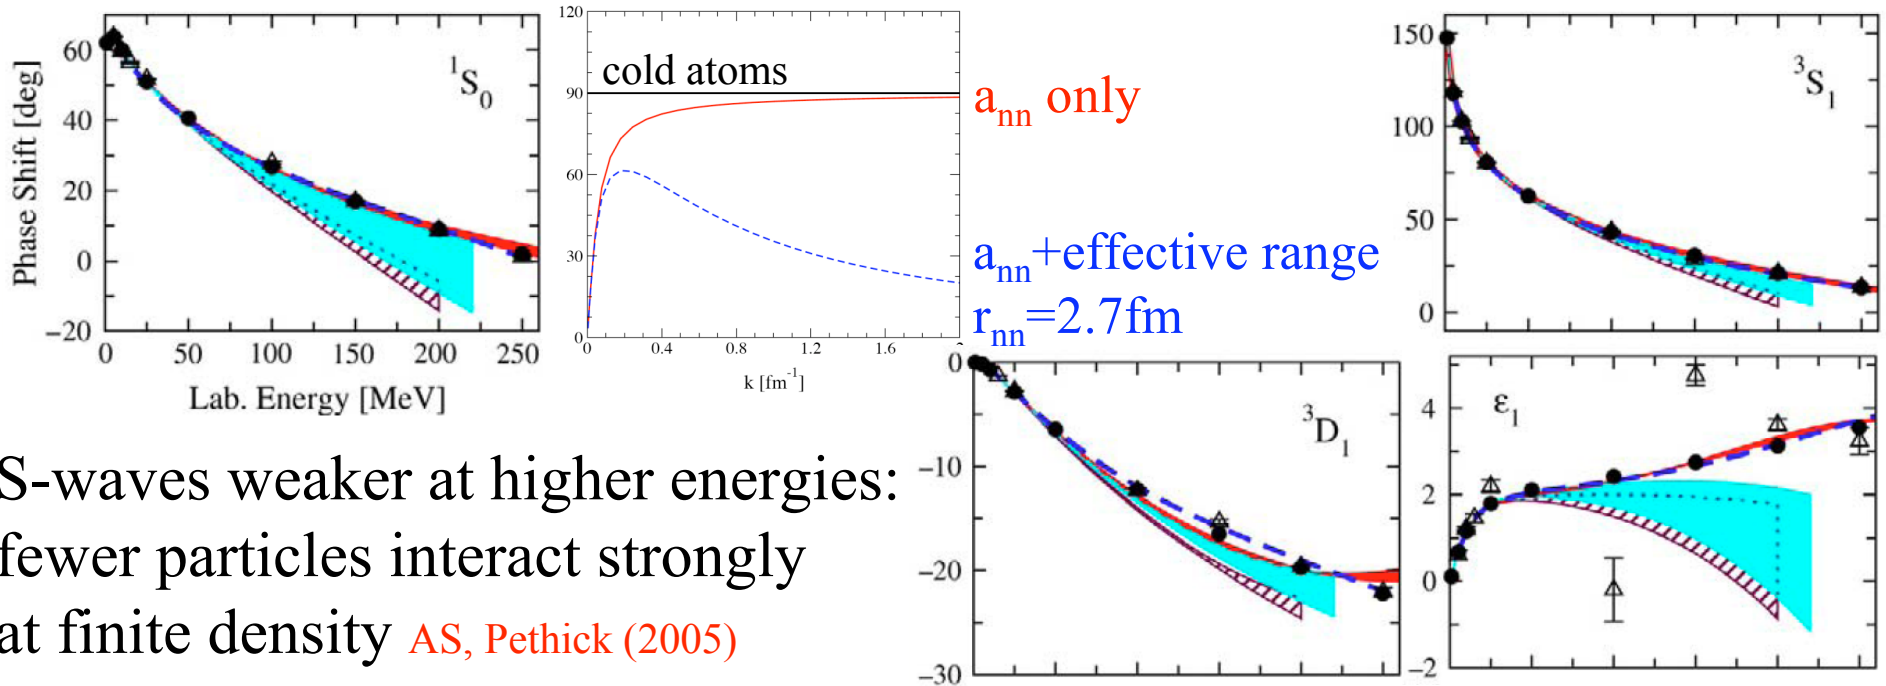 60
40
20
0
−20
0 50 100 150 200 250
Phase Shift [deg]
Lab. Energy [MeV]
¹S₀
120
90
60
30
0
0 0.4 0.8 1.2 1.6 2
k [fm⁻¹]
cold atoms
aₙₙ only
aₙₙ+effective range
rₙₙ=2.7fm
150
100
50
0
³S₁
0
−10
−20
−30
³D₁
4
2
0
−2
ε₁
S-waves weaker at higher energies:
fewer particles interact strongly
at finite density AS, Pethick (2005)